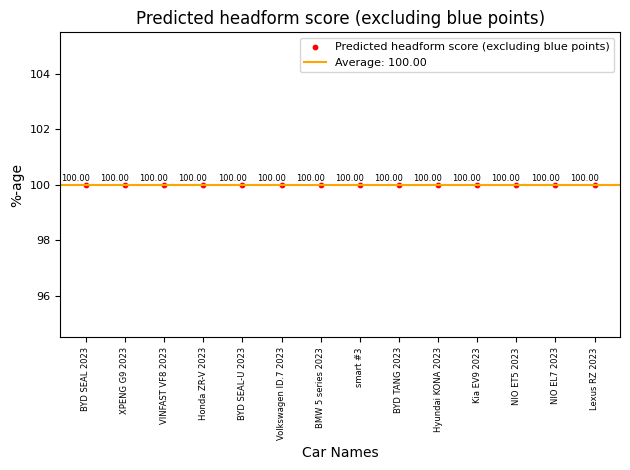 Predicted headform score (excluding blue points)
Predicted headform score (excluding blue points)
Average: 100.00
%-age
104
102
100
98
96
100.00 100.00 100.00 100.00 100.00 100.00 100.00 100.00 100.00 100.00 100.00 100.00 100.00 100.00
BYD SEAL 2023
XPENG G9 2023
VINFAST VF8 2023
Honda ZR-V 2023
BYD SEAL-U 2023
Volkswagen ID.7 2023
BMW 5 series 2023
smart #3
BYD TANG 2023
Hyundai KONA 2023
Kia EV9 2023
NIO ET5 2023
NIO EL7 2023
Lexus RZ 2023
Car Names